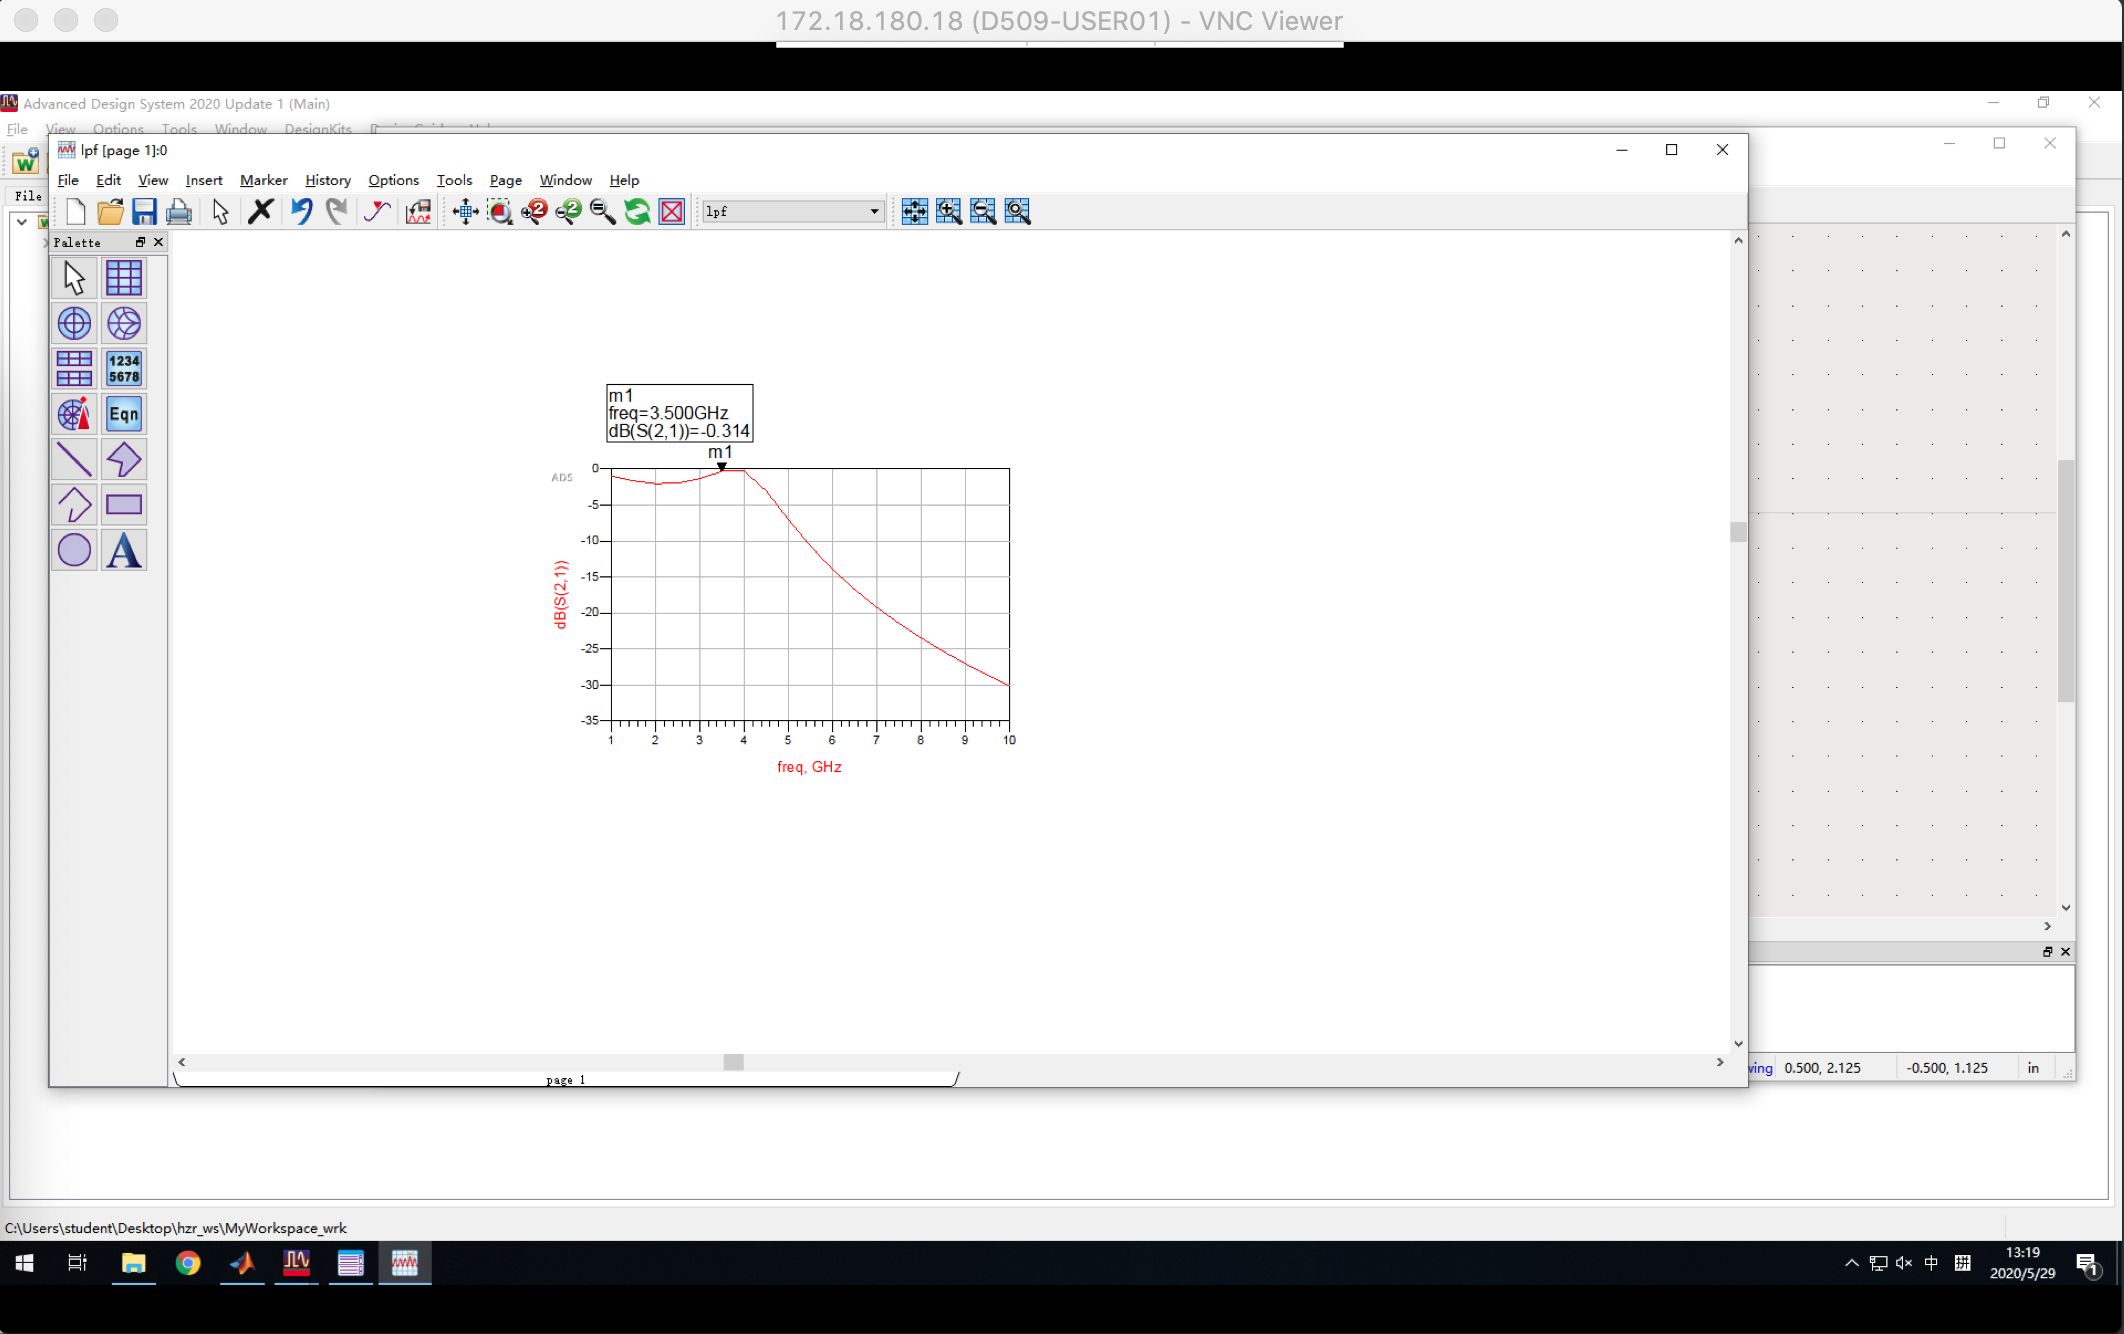 172.18.180.18 (D509-USER01) - VNC Viewer
Advanced Design System 2020 Update 1 (Main)
File View Options Tools Window DesignKits
lpf [page 1]:0
File Edit View Insert Marker History Options Tools Page Window Help
File
lpf
Palette
1234
5678
Eqn
A
m1
freq=3.500GHz
dB(S(2,1))=-0.314
m1
ADS
0
-5
-10
-15
-20
-25
-30
-35
dB(S(2,1))
1 2 3 4 5 6 7 8 9 10
freq, GHz
page 1
0.500, 2.125 -0.500, 1.125 in
C:\Users\student\Desktop\hzr_ws\MyWorkspace_wrk
中 拼 13:19
2020/5/29
1